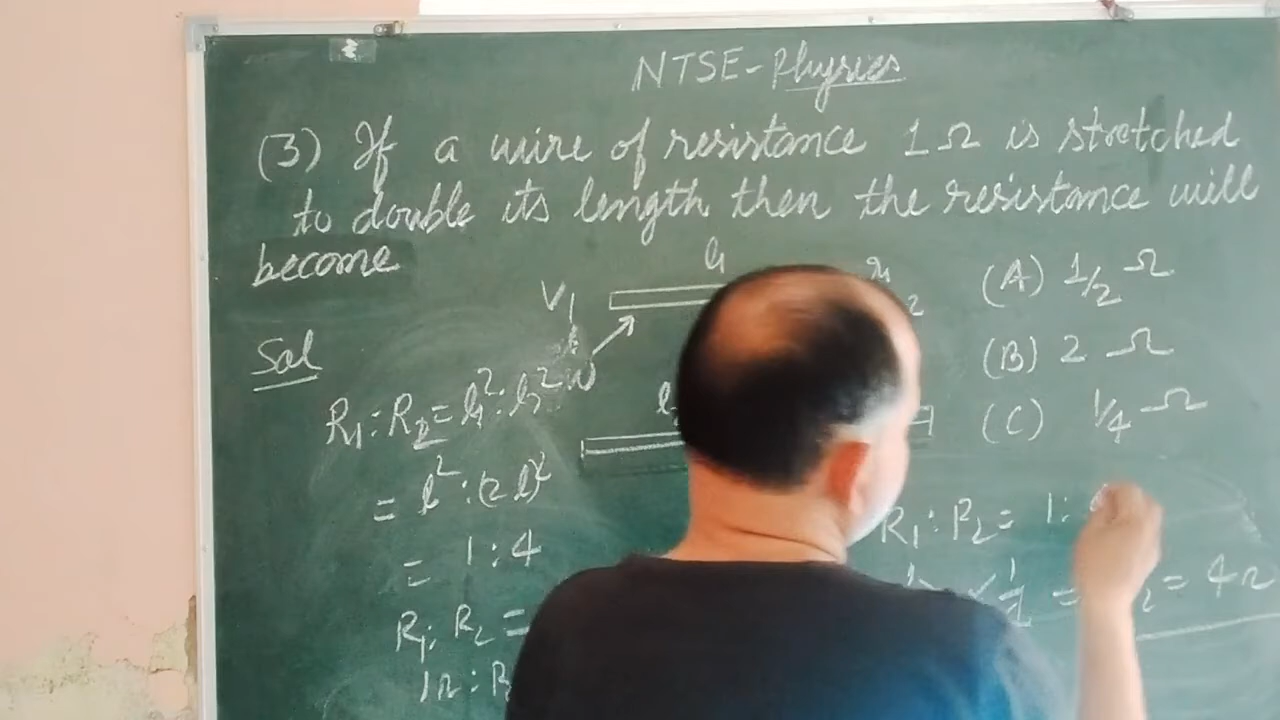 NTSE-Physics
(3) If a wire of resistance 1Ω is stretched
to double its length then the resistance will
become
(A) 1/2 Ω
(B) 2 Ω
(C) 1/4 Ω
V₁ l₁
Sol
R₁:R₂ = l₁²:l₂²
= l²:(2l)²
= 1:4
R₁:R₂ =
1Ω:R
R₁:R₂ = 1:
= 4Ω